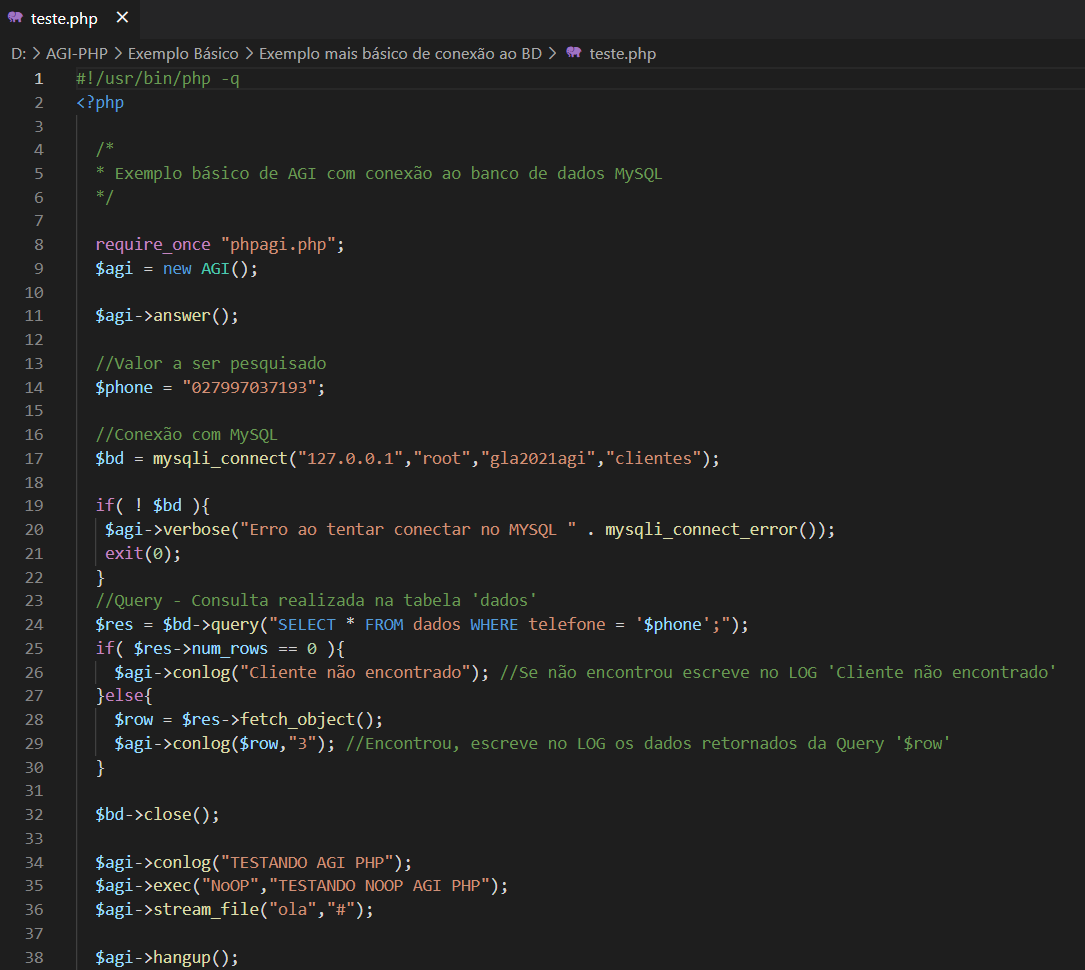 teste.php ✕
D: > AGI-PHP > Exemplo Básico > Exemplo mais básico de conexão ao BD > teste.php
1 #!/usr/bin/php -q
2 <?php
3
4 /*
5 * Exemplo básico de AGI com conexão ao banco de dados MySQL
6 */
7
8 require_once "phpagi.php";
9 $agi = new AGI();
10
11 $agi->answer();
12
13 //Valor a ser pesquisado
14 $phone = "027997037193";
15
16 //Conexão com MySQL
17 $bd = mysqli_connect("127.0.0.1","root","gla2021agi","clientes");
18
19 if( ! $bd ){
20 $agi->verbose("Erro ao tentar conectar no MYSQL " . mysqli_connect_error());
21 exit(0);
22 }
23 //Query - Consulta realizada na tabela 'dados'
24 $res = $bd->query("SELECT * FROM dados WHERE telefone = '$phone';");
25 if( $res->num_rows == 0 ){
26 $agi->conlog("Cliente não encontrado"); //Se não encontrou escreve no LOG 'Cliente não encontrado'
27 }else{
28 $row = $res->fetch_object();
29 $agi->conlog($row,"3"); //Encontrou, escreve no LOG os dados retornados da Query '$row'
30 }
31
32 $bd->close();
33
34 $agi->conlog("TESTANDO AGI PHP");
35 $agi->exec("NoOP","TESTANDO NOOP AGI PHP");
36 $agi->stream_file("ola","#");
37
38 $agi->hangup();